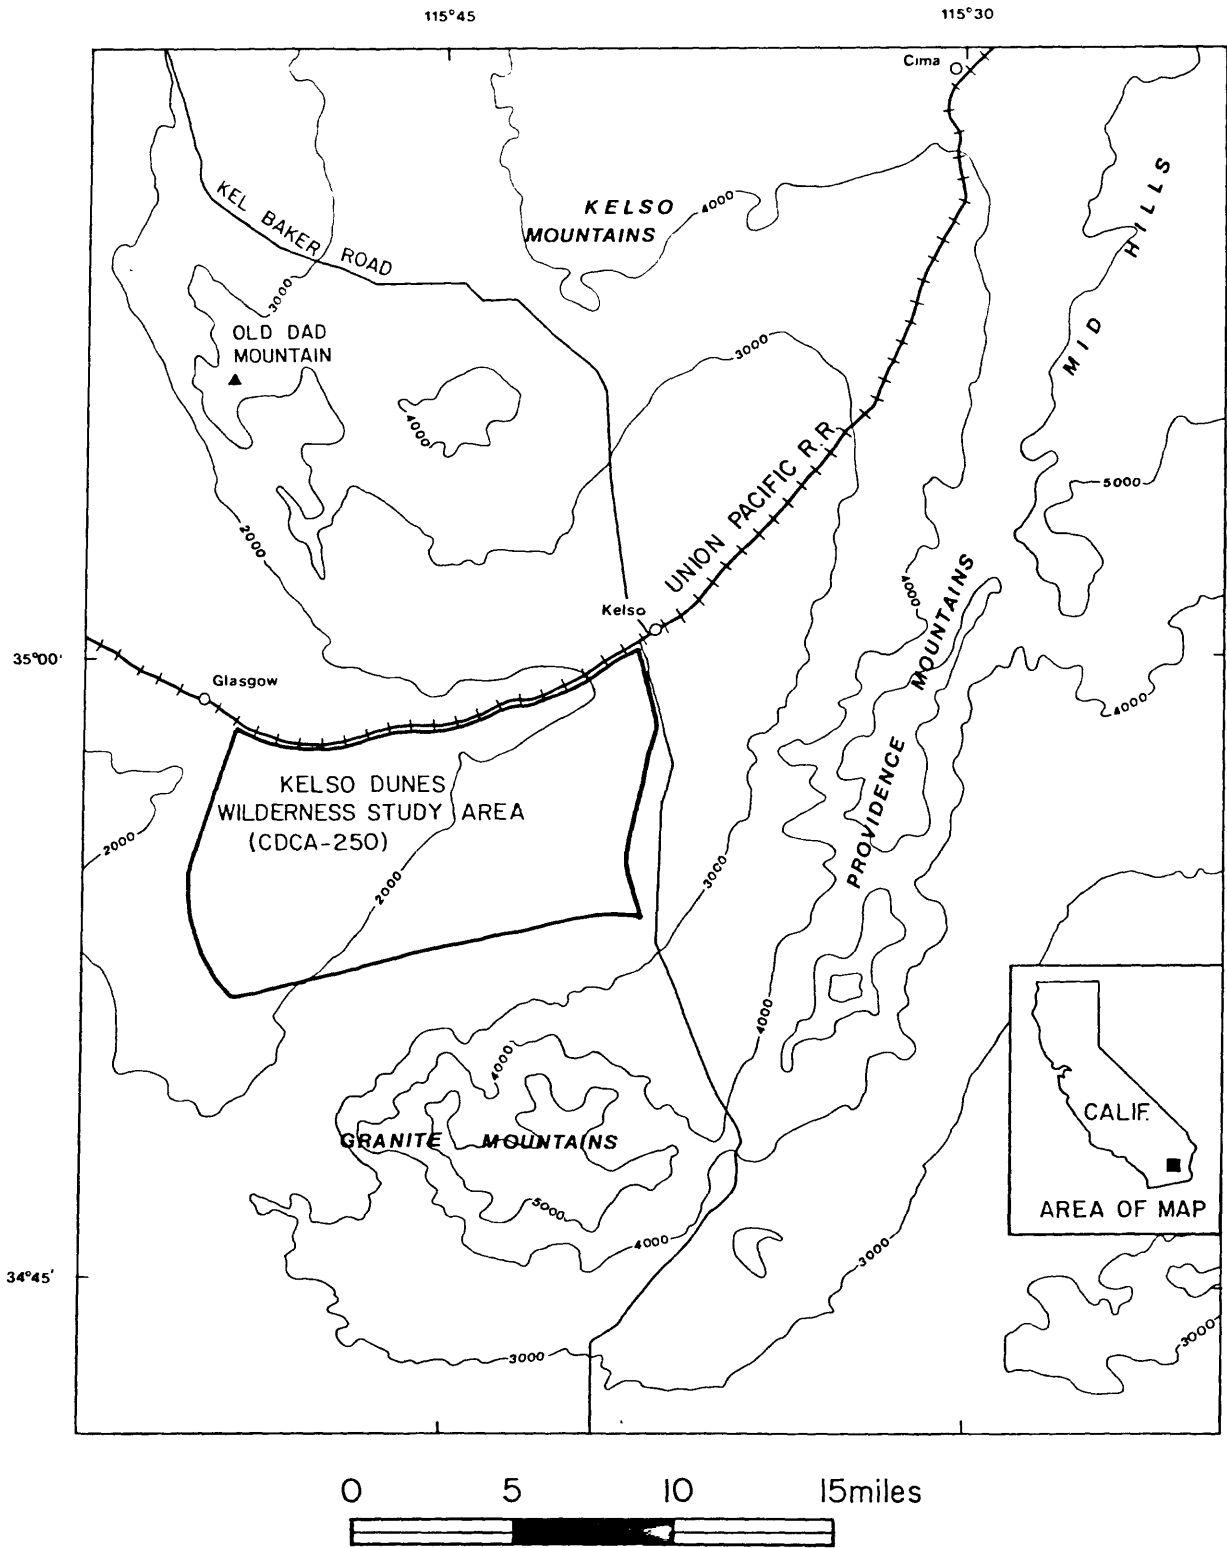 115°45
115°30
Cima
KEL BAKER ROAD
KELSO
MOUNTAINS
4000
MID HILLS
3000
OLD DAD
MOUNTAIN
3000
4000
UNION PACIFIC R.R.
5000
2000
4000
PROVIDENCE MOUNTAINS
Kelso
35°00'
Glasgow
4000
KELSO DUNES
WILDERNESS STUDY AREA
(CDCA-250)
2000
2000
3000
4000
4000
GRANITE MOUNTAINS
CALIF.
5000
AREA OF MAP
4000
3000
34°45'
3000
3000
0 5 10 15miles